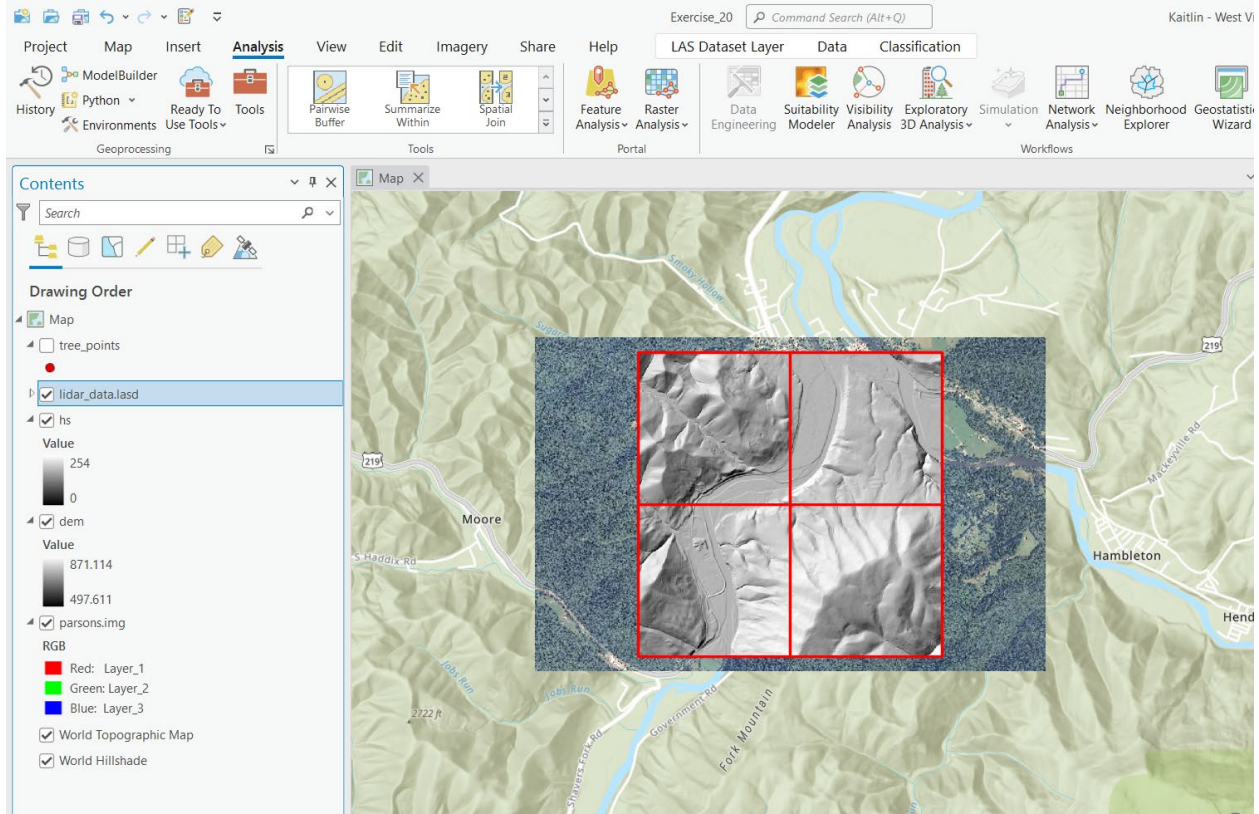 Exercise_20
Command Search (Alt+Q)
Kaitlin - West Vi
Project Map Insert Analysis View Edit Imagery Share Help LAS Dataset Layer Data Classification
History
ModelBuilder
Python
Environments
Ready To
Use Tools
Tools
Geoprocessing
Pairwise
Buffer
Summarize
Within
Spatial
Join
Tools
Feature
Analysis
Raster
Analysis
Portal
Data
Engineering
Suitability
Modeler
Visibility
Analysis
Exploratory
3D Analysis
Simulation
Network
Analysis
Neighborhood
Explorer
Geostatistic
Wizard
Workflows
Contents
Search
Drawing Order
Map
tree_points
lidar_data.lasd
hs
Value
254
0
dem
Value
871.114
497.611
parsons.img
RGB
Red: Layer_1
Green: Layer_2
Blue: Layer_3
World Topographic Map
World Hillshade
Map
Smoky Hollow
Sugar
219
219
Moore
S Haddix Rd
Mackeyville Rd
Hambleton
Hend
Jobs Run
Jobs Run
2722 ft
Government Rd
Fork Mountain
Shavers Fork Rd